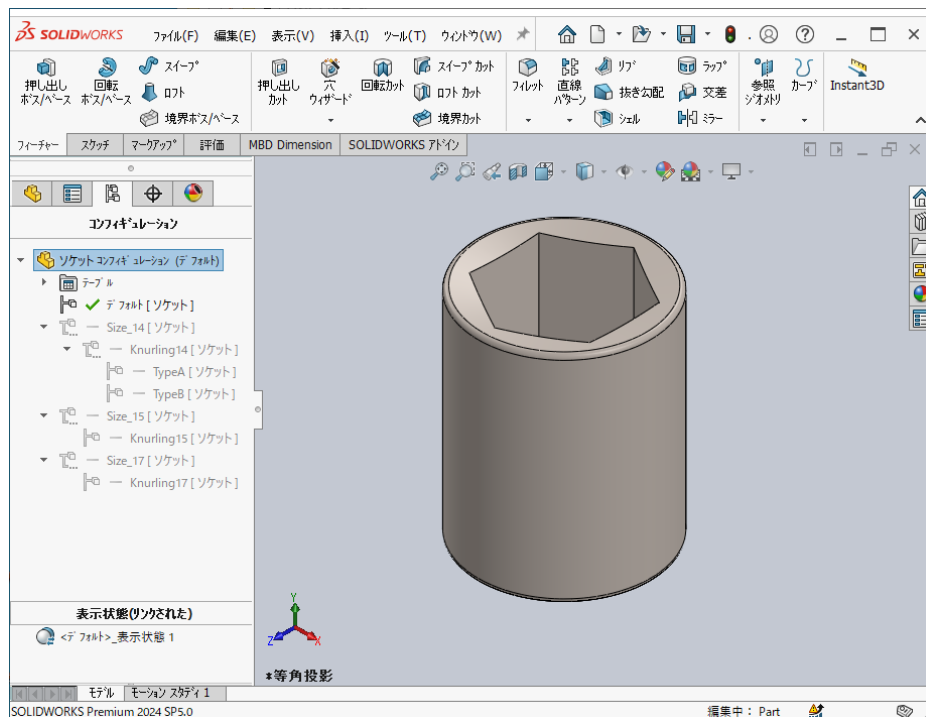 SOLIDWORKS ファイル(F) 編集(E) 表示(V) 挿入(I) ツール(T) ウィンドウ(W)
押し出し ボス/ベース
回転 ボス/ベース
スイープ
ロフト
境界ボス/ベース
押し出し カット
穴 ウィザード
回転カット
スイープ カット
ロフト カット
境界カット
フィレット
直線 パターン
リブ
抜き勾配
シェル
ラップ
交差
ミラー
参照 ジオメトリ
カーブ
Instant3D
フィーチャー スケッチ マークアップ 評価 MBD Dimension SOLIDWORKS アドイン
コンフィギュレーション
ソケット コンフィギュレーション (デフォルト)
テーブル
デフォルト [ ソケット ]
Size_14 [ ソケット ]
Knurling14 [ ソケット ]
TypeA [ ソケット ]
TypeB [ ソケット ]
Size_15 [ ソケット ]
Knurling15 [ ソケット ]
Size_17 [ ソケット ]
Knurling17 [ ソケット ]
表示状態(リンクされた)
<デフォルト>_表示状態 1
Y
Z
X
*等角投影
モデル モーション スタディ 1
SOLIDWORKS Premium 2024 SP5.0 編集中： Part